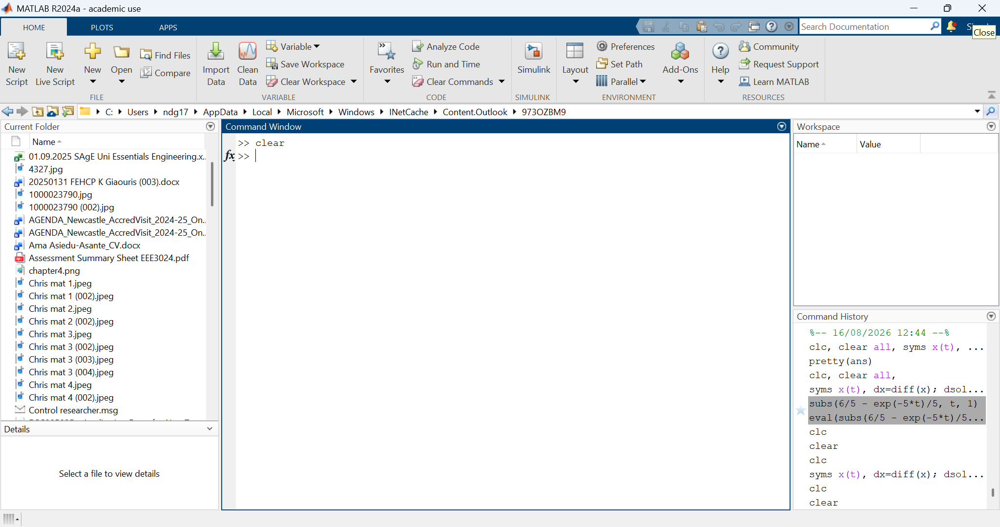 MATLAB R2024a - academic use
HOME
PLOTS
APPS
Search Documentation
Close
New Script
New Live Script
New
Open
Find Files
Compare
FILE
Import Data
Clean Data
Variable
Save Workspace
Clear Workspace
VARIABLE
Favorites
Analyze Code
Run and Time
Clear Commands
CODE
Simulink
SIMULINK
Layout
Preferences
Set Path
Parallel
Add-Ons
ENVIRONMENT
Help
Community
Request Support
Learn MATLAB
RESOURCES
C: Users ndg17 AppData Local Microsoft Windows INetCache Content.Outlook 973OZBM9
Current Folder
Name
01.09.2025 SAgE Uni Essentials Engineering.x..
4327.jpg
20250131 FEHCP K Giaouris (003).docx
1000023790.jpg
1000023790 (002).jpg
AGENDA_Newcastle_AccredVisit_2024-25_On..
AGENDA_Newcastle_AccredVisit_2024-25_On..
Ama Asiedu-Asante_CV.docx
Assessment Summary Sheet EEE3024.pdf
chapter4.png
Chris mat 1.jpeg
Chris mat 1 (002).jpeg
Chris mat 2.jpeg
Chris mat 2 (002).jpeg
Chris mat 3.jpeg
Chris mat 3 (002).jpeg
Chris mat 3 (003).jpeg
Chris mat 3 (004).jpeg
Chris mat 4.jpeg
Chris mat 4 (002).jpeg
Control researcher.msg
Details
Select a file to view details
Command Window
>> clear
fx >>
Workspace
Name
Value
Command History
%-- 16/08/2026 12:44 --%
clc, clear all, syms x(t), ...
pretty(ans)
clc, clear all,
syms x(t), dx=diff(x); dsol...
subs(6/5 - exp(-5*t)/5, t, 1)
eval(subs(6/5 - exp(-5*t)/5...
clc
clear
clc
syms x(t), dx=diff(x); dsol...
clc
clear